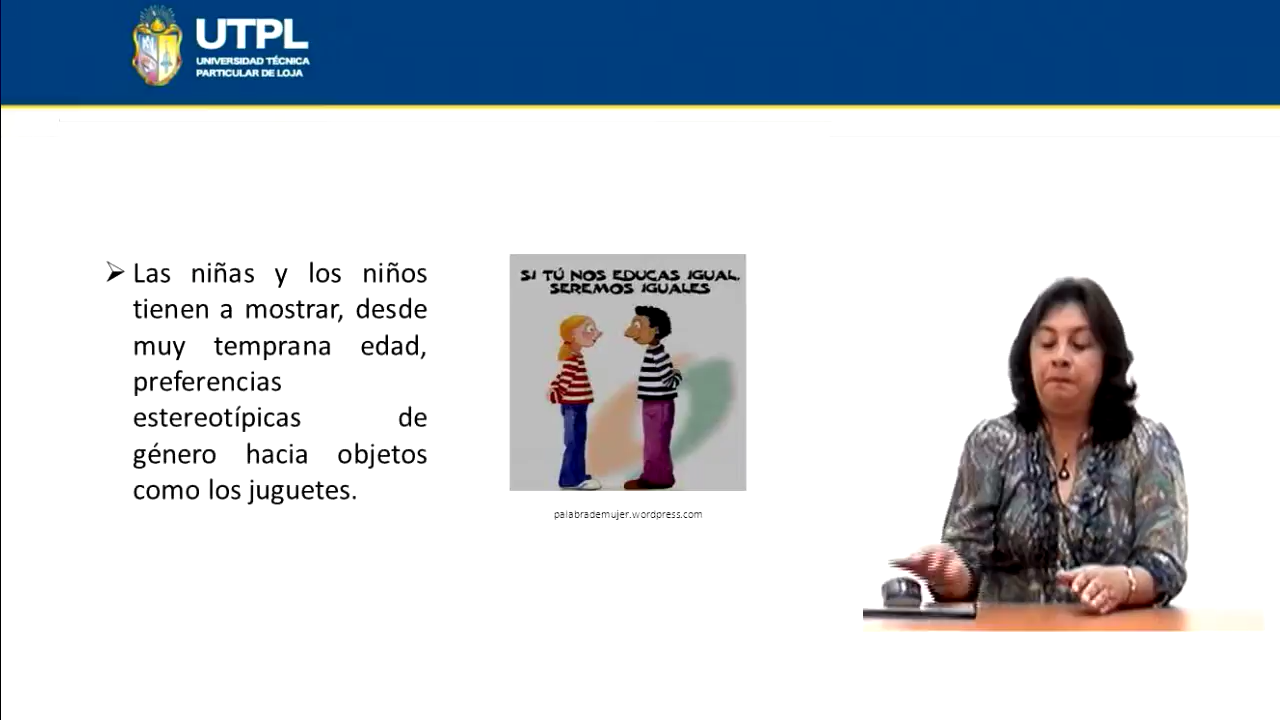 UTPL
UNIVERSIDAD TÉCNICA
PARTICULAR DE LOJA
Las niñas y los niños
tienen a mostrar, desde
muy temprana edad,
preferencias
estereotípicas de
género hacia objetos
como los juguetes.
SI TÚ NOS EDUCAS IGUAL,
SEREMOS IGUALES
palabrademujer.wordpress.com